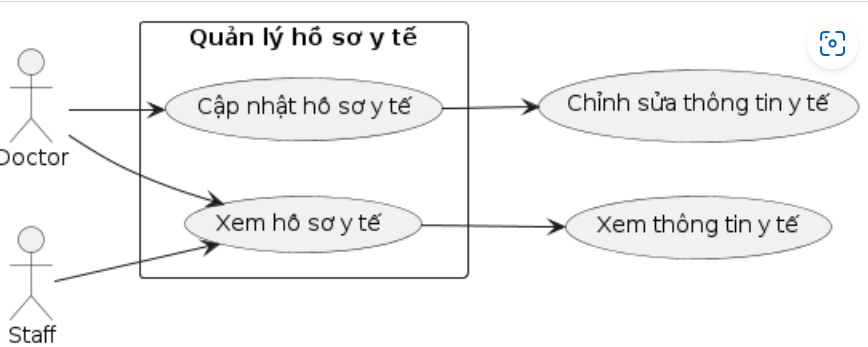 Quản lý hồ sơ y tế
Cập nhật hồ sơ y tế
Chỉnh sửa thông tin y tế
Doctor
Xem hồ sơ y tế
Xem thông tin y tế
Staff